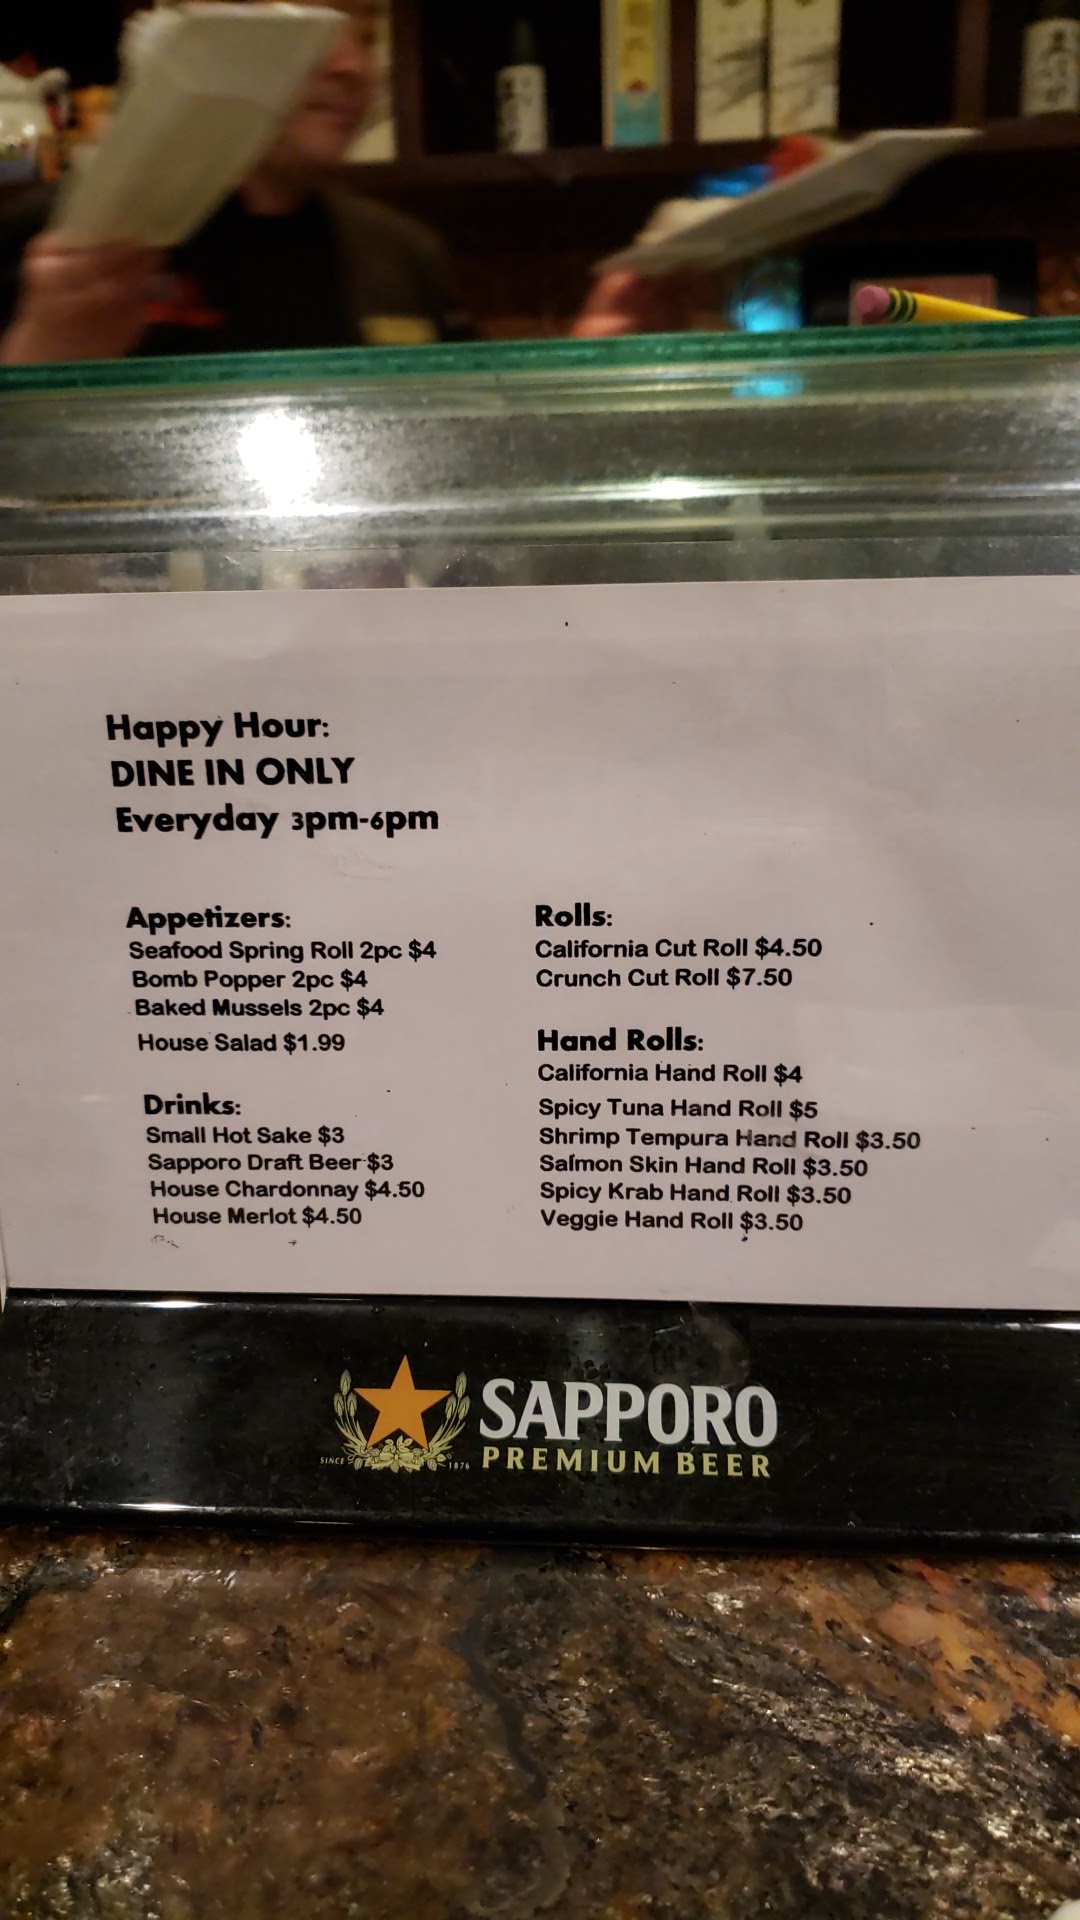 Happy Hour:
DINE IN ONLY
Everyday 3pm-6pm
Appetizers:
Seafood Spring Roll 2pc $4
Bomb Popper 2pc $4
Baked Mussels 2pc $4
House Salad $1.99
Drinks:
Small Hot Sake $3
Sapporo Draft Beer $3
House Chardonnay $4.50
House Merlot $4.50
Rolls:
California Cut Roll $4.50
Crunch Cut Roll $7.50
Hand Rolls:
California Hand Roll $4
Spicy Tuna Hand Roll $5
Shrimp Tempura Hand Roll $3.50
Salmon Skin Hand Roll $3.50
Spicy Krab Hand Roll $3.50
Veggie Hand Roll $3.50
SAPPORO
PREMIUM BEER
SINCE 1876